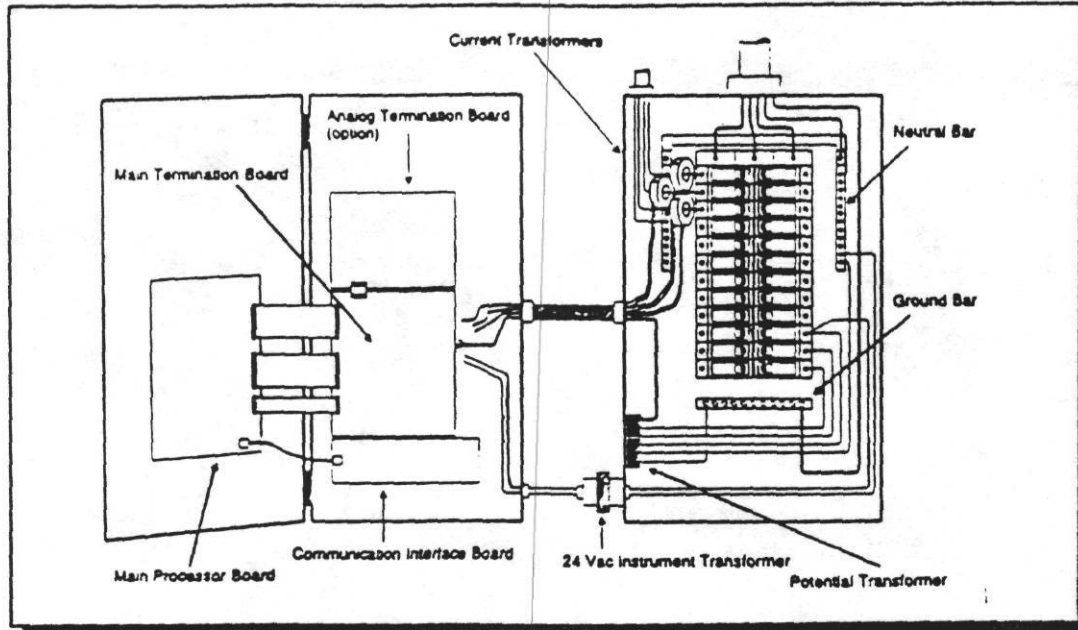 Current Transformers
Analog Termination Board
(option)
Neutral Bar
Main Termination Board
Ground Bar
Communication Interface Board
24 Vac Instrument Transformer
Main Processor Board
Potential Transformer